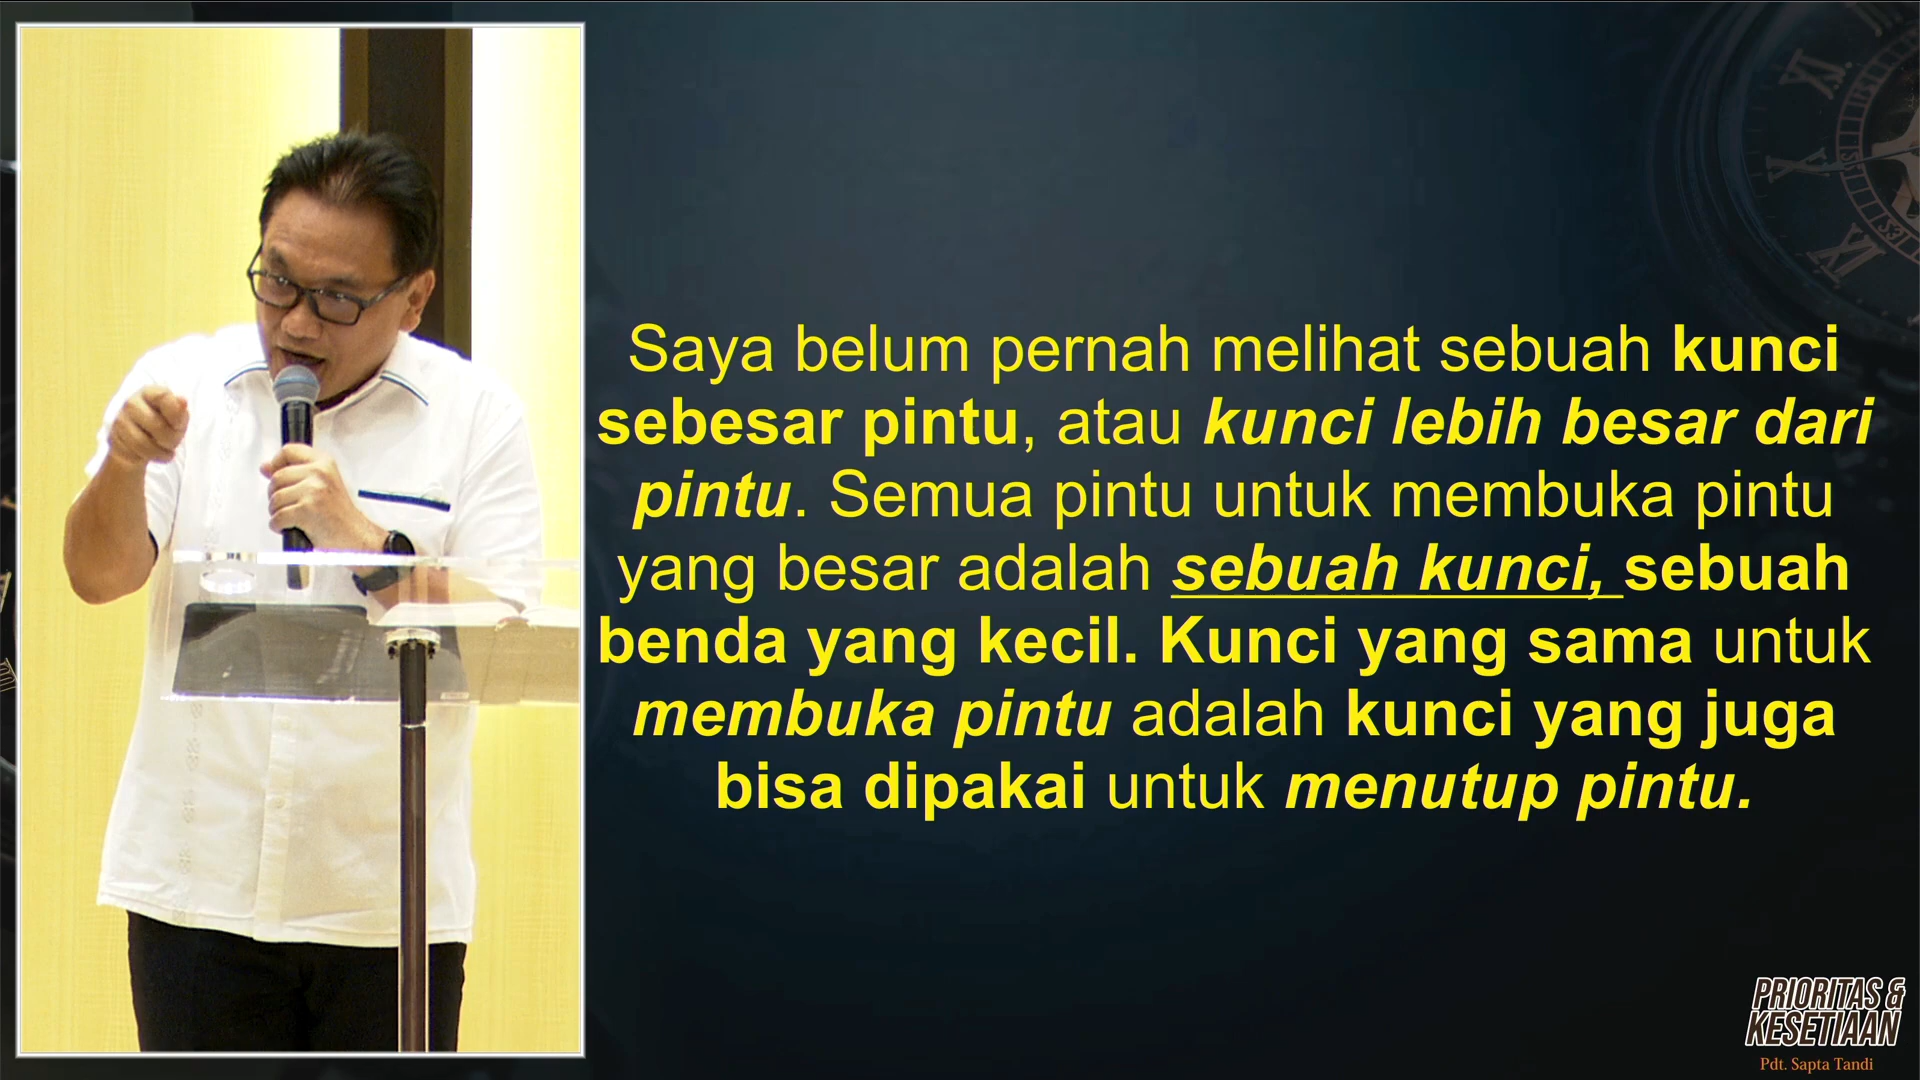 Saya belum pernah melihat sebuah kunci
sebesar pintu, atau kunci lebih besar dari
pintu. Semua pintu untuk membuka pintu
yang besar adalah sebuah kunci, sebuah
benda yang kecil. Kunci yang sama untuk
membuka pintu adalah kunci yang juga
bisa dipakai untuk menutup pintu.
XI
X
IX
PRIORITAS &
KESETIAAN
Pdt. Sapta Tandi